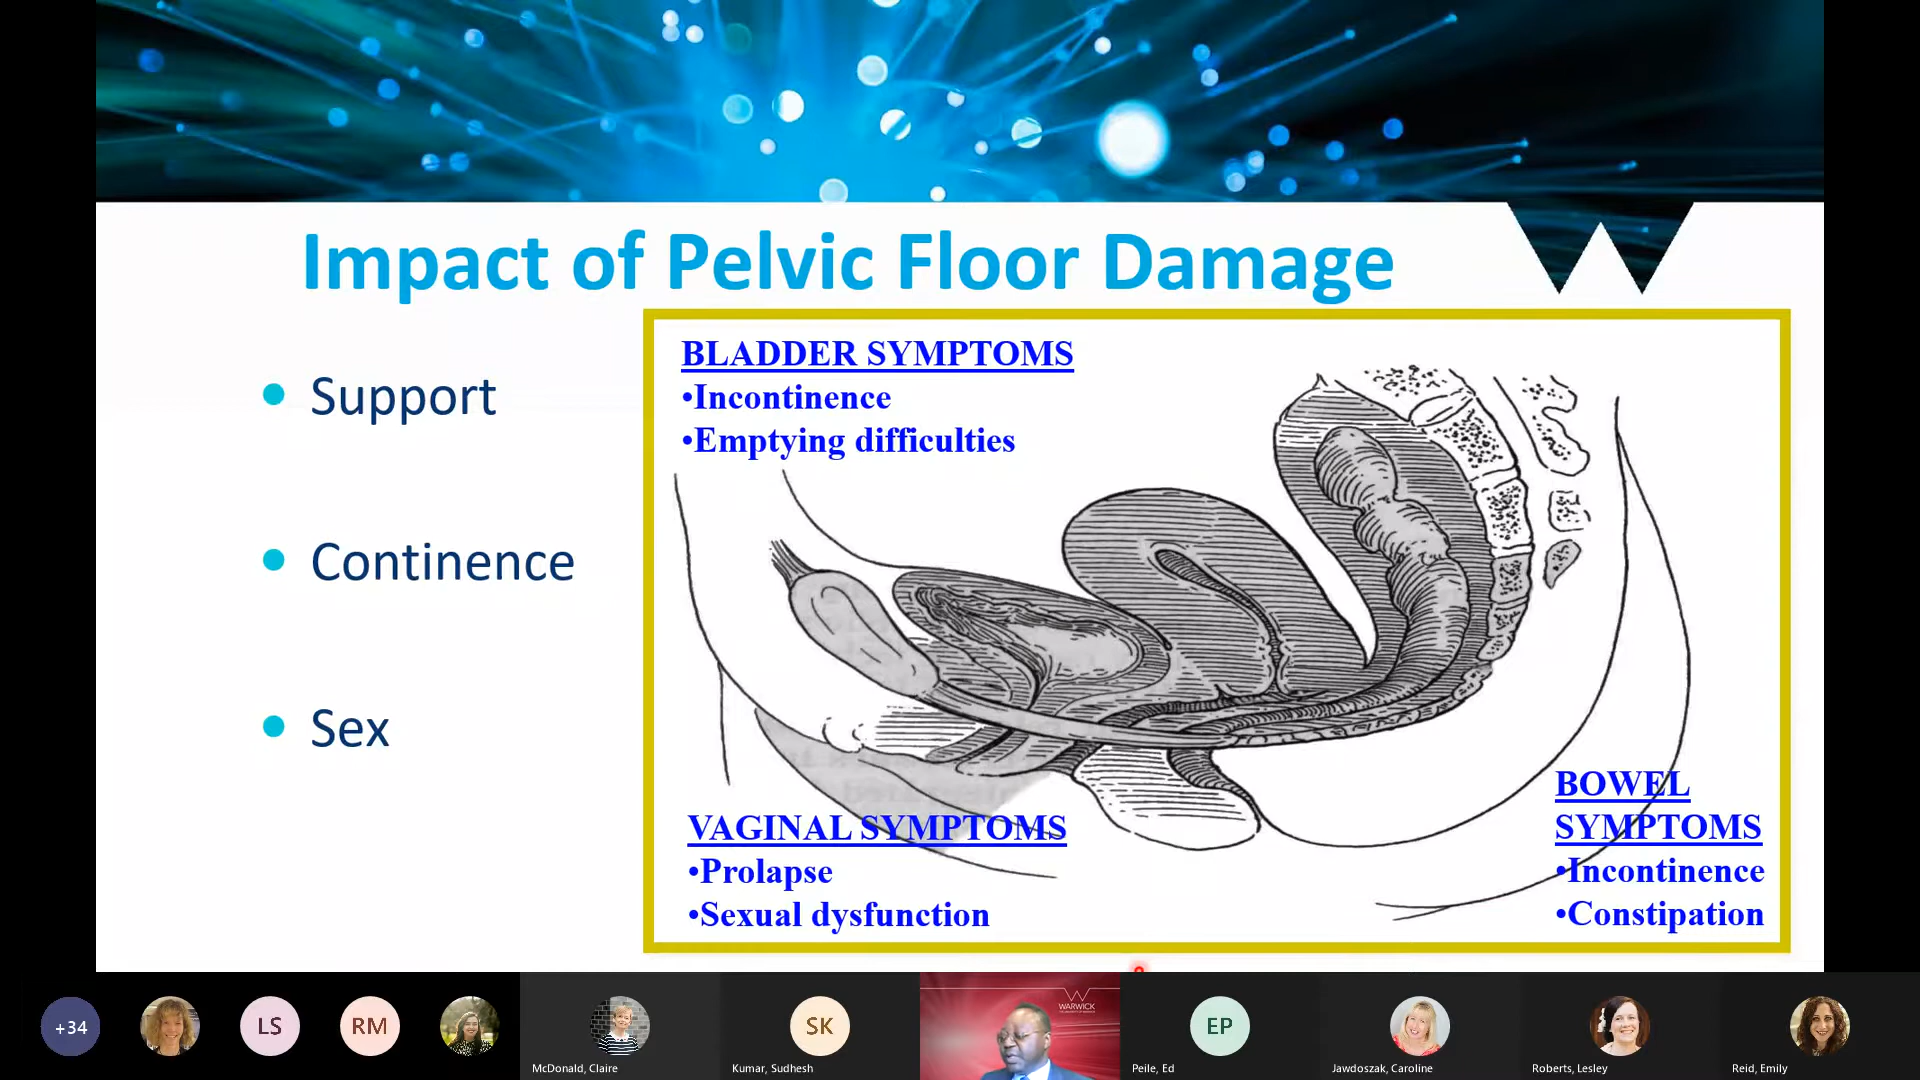 Impact of Pelvic Floor Damage
• Support
• Continence
• Sex
BLADDER SYMPTOMS
•Incontinence
•Emptying difficulties
VAGINAL SYMPTOMS
•Prolapse
•Sexual dysfunction
BOWEL
SYMPTOMS
•Incontinence
•Constipation
+34
LS
RM
McDonald, Claire
SK
Kumar, Sudhesh
WARWICK
EP
Peile, Ed
Jawdoszak, Caroline
Roberts, Lesley
Reid, Emily